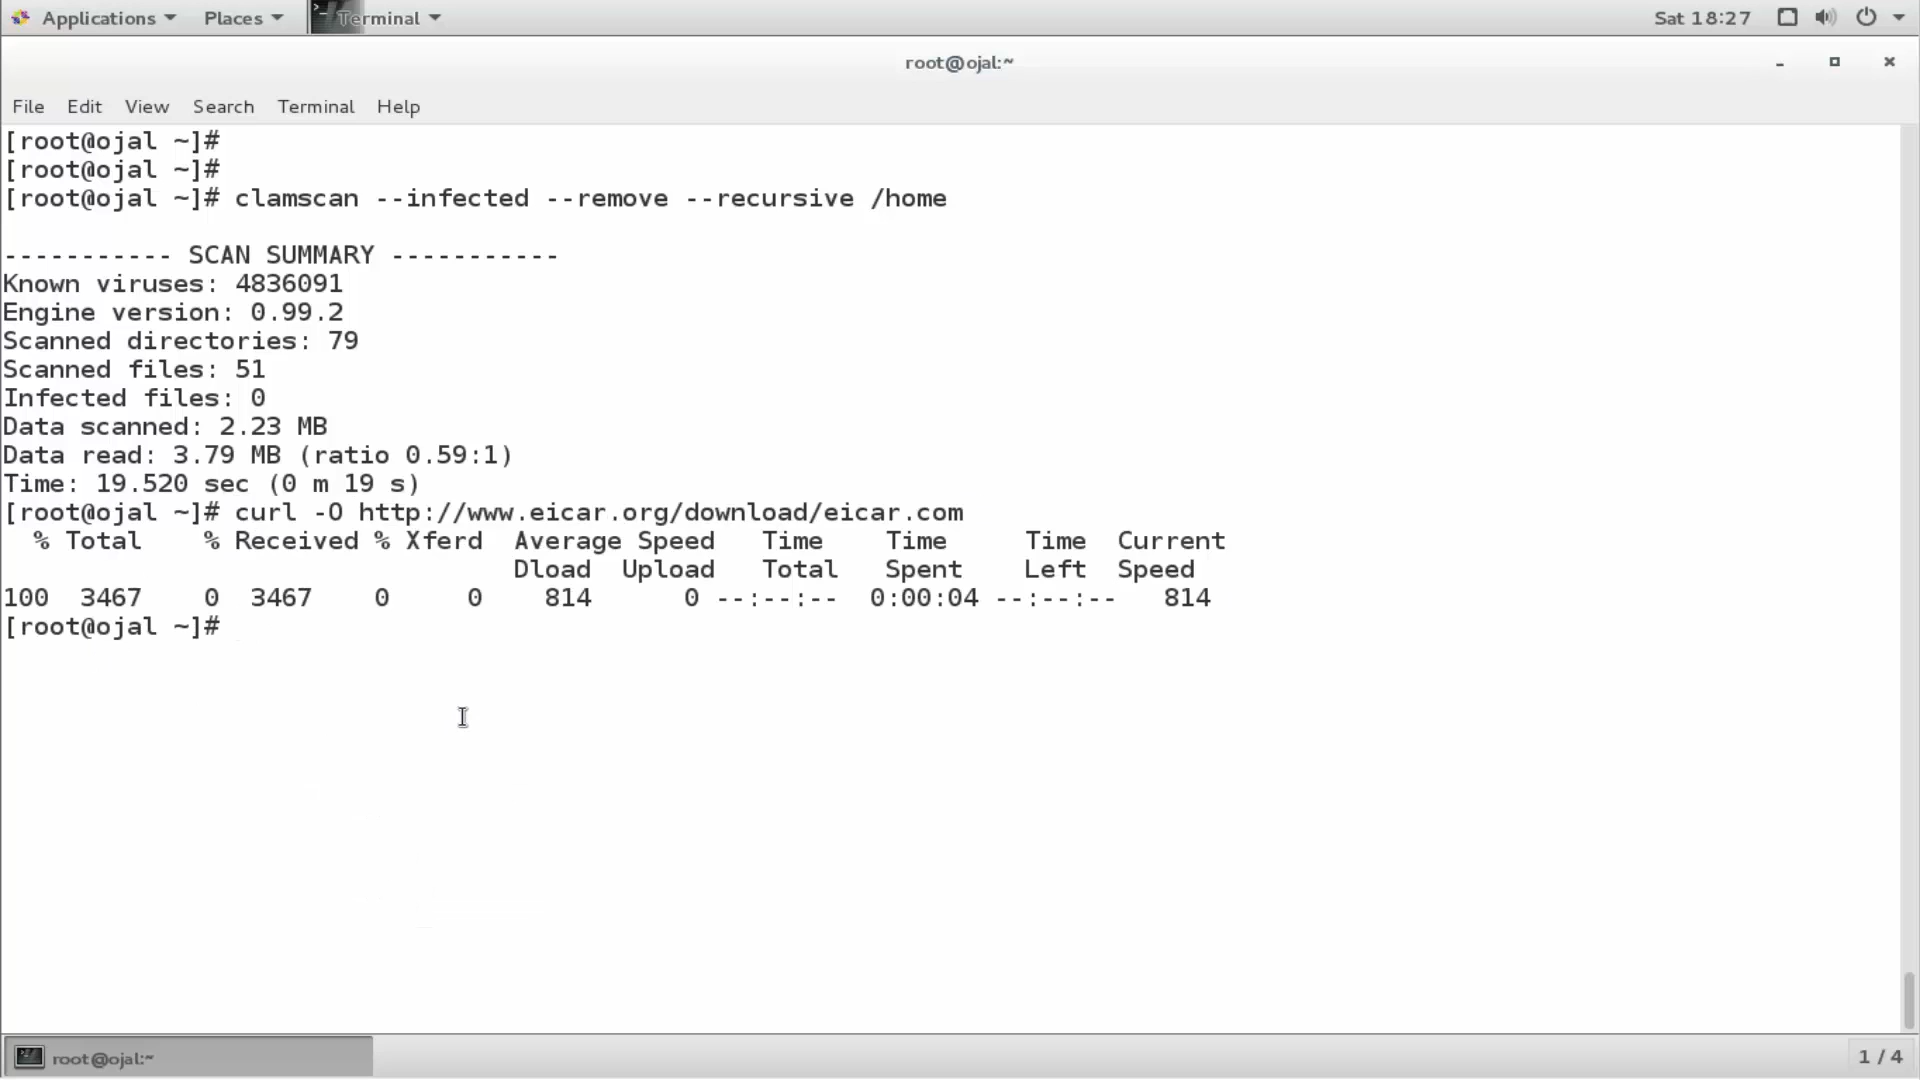 Applications Places Terminal Sat 18:27
root@ojal:~
File Edit View Search Terminal Help
[root@ojal ~]#
[root@ojal ~]#
[root@ojal ~]# clamscan --infected --remove --recursive /home
----------- SCAN SUMMARY -----------
Known viruses: 4836091
Engine version: 0.99.2
Scanned directories: 79
Scanned files: 51
Infected files: 0
Data scanned: 2.23 MB
Data read: 3.79 MB (ratio 0.59:1)
Time: 19.520 sec (0 m 19 s)
[root@ojal ~]# curl -O http://www.eicar.org/download/eicar.com
  % Total    % Received % Xferd  Average Speed   Time    Time     Time  Current
                                 Dload  Upload   Total   Spent    Left  Speed
100  3467    0  3467    0     0    814      0 --:--:--  0:00:04 --:--:--   814
[root@ojal ~]#
root@ojal:~ 1 / 4